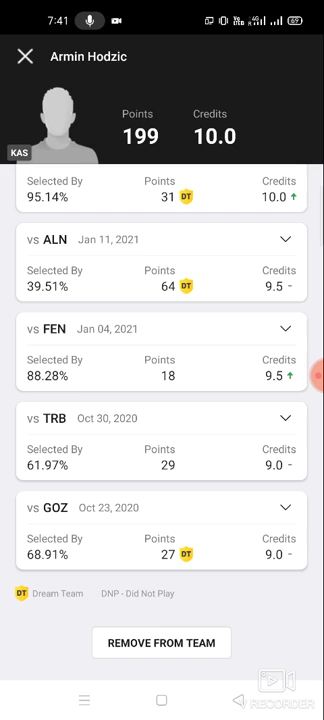 7:41
69
Armin Hodzic
Points Credits
199 10.0
KAS
Selected By Points Credits
95.14% 31 DT 10.0
vs ALN Jan 11, 2021
Selected By Points Credits
39.51% 64 DT 9.5 -
vs FEN Jan 04, 2021
Selected By Points Credits
88.28% 18 9.5
vs TRB Oct 30, 2020
Selected By Points Credits
61.97% 29 9.0 -
vs GOZ Oct 23, 2020
Selected By Points Credits
68.91% 27 DT 9.0 -
DT Dream Team DNP - Did Not Play
REMOVE FROM TEAM
RECORDER